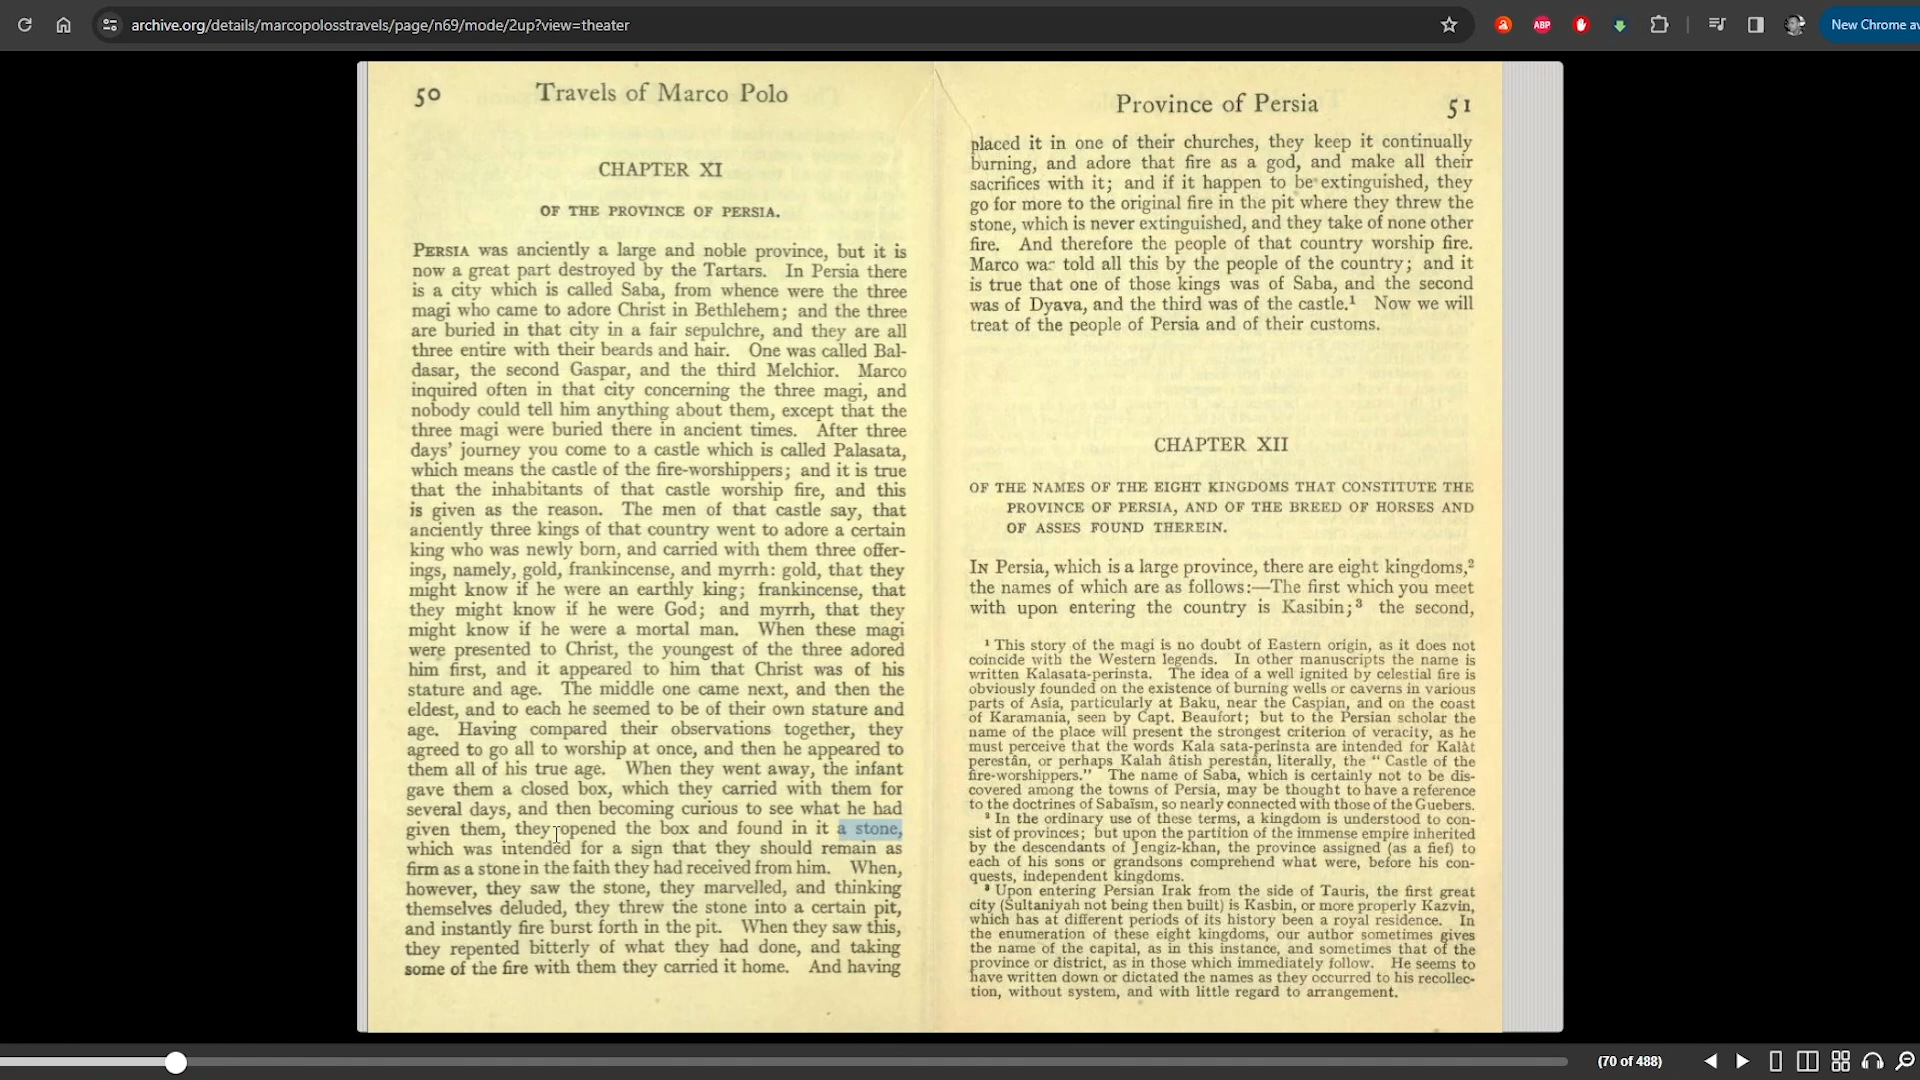 archive.org/details/marcopolosstravels/page/n69/mode/2up?view=theater
ABP
New Chrome av
50 Travels of Marco Polo
CHAPTER XI
OF THE PROVINCE OF PERSIA.
PERSIA was anciently a large and noble province, but it is
now a great part destroyed by the Tartars. In Persia there
is a city which is called Saba, from whence were the three
magi who came to adore Christ in Bethlehem; and the three
are buried in that city in a fair sepulchre, and they are all
three entire with their beards and hair. One was called Bal-
dasar, the second Gaspar, and the third Melchior. Marco
inquired often in that city concerning the three magi, and
nobody could tell him anything about them, except that the
three magi were buried there in ancient times. After three
days' journey you come to a castle which is called Palasata,
which means the castle of the fire-worshippers; and it is true
that the inhabitants of that castle worship fire, and this
is given as the reason. The men of that castle say, that
anciently three kings of that country went to adore a certain
king who was newly born, and carried with them three offer-
ings, namely, gold, frankincense, and myrrh: gold, that they
might know if he were an earthly king; frankincense, that
they might know if he were God; and myrrh, that they
might know if he were a mortal man. When these magi
were presented to Christ, the youngest of the three adored
him first, and it appeared to him that Christ was of his
stature and age. The middle one came next, and then the
eldest, and to each he seemed to be of their own stature and
age. Having compared their observations together, they
agreed to go all to worship at once, and then he appeared to
them all of his true age. When they went away, the infant
gave them a closed box, which they carried with them for
several days, and then becoming curious to see what he had
given them, they opened the box and found in it a stone,
which was intended for a sign that they should remain as
firm as a stone in the faith they had received from him. When,
however, they saw the stone, they marvelled, and thinking
themselves deluded, they threw the stone into a certain pit,
and instantly fire burst forth in the pit. When they saw this,
they repented bitterly of what they had done, and taking
some of the fire with them they carried it home. And having
Province of Persia 51
placed it in one of their churches, they keep it continually
burning, and adore that fire as a god, and make all their
sacrifices with it; and if it happen to be extinguished, they
go for more to the original fire in the pit where they threw the
stone, which is never extinguished, and they take of none other
fire. And therefore the people of that country worship fire.
Marco was told all this by the people of the country; and it
is true that one of those kings was of Saba, and the second
was of Dyava, and the third was of the castle.¹ Now we will
treat of the people of Persia and of their customs.
CHAPTER XII
OF THE NAMES OF THE EIGHT KINGDOMS THAT CONSTITUTE THE
PROVINCE OF PERSIA, AND OF THE BREED OF HORSES AND
OF ASSES FOUND THEREIN.
IN Persia, which is a large province, there are eight kingdoms,²
the names of which are as follows:—The first which you meet
with upon entering the country is Kasibin;³ the second,
¹ This story of the magi is no doubt of Eastern origin, as it does not
coincide with the Western legends. In other manuscripts the name is
written Kalasata-perinsta. The idea of a well ignited by celestial fire is
obviously founded on the existence of burning wells or caverns in various
parts of Asia, particularly at Baku, near the Caspian, and on the coast
of Karamania, seen by Capt. Beaufort; but to the Persian scholar the
name of the place will present the strongest criterion of veracity, as he
must perceive that the words Kala sata-perinsta are intended for Kalât
perestân, or perhaps Kalah âtish perestân, literally, the " Castle of the
fire-worshippers." The name of Saba, which is certainly not to be dis-
covered among the towns of Persia, may be thought to have a reference
to the doctrines of Sabaïsm, so nearly connected with those of the Guebers.
² In the ordinary use of these terms, a kingdom is understood to con-
sist of provinces; but upon the partition of the immense empire inherited
by the descendants of Jengiz-khan, the province assigned (as a fief) to
each of his sons or grandsons comprehend what were, before his con-
quests, independent kingdoms.
³ Upon entering Persian Irak from the side of Tauris, the first great
city (Sultaniyah not being then built) is Kasbin, or more properly Kazvin,
which has at different periods of its history been a royal residence. In
the enumeration of these eight kingdoms, our author sometimes gives
the name of the capital, as in this instance, and sometimes that of the
province or district, as in those which immediately follow. He seems to
have written down or dictated the names as they occurred to his recollec-
tion, without system, and with little regard to arrangement.
(70 of 488)